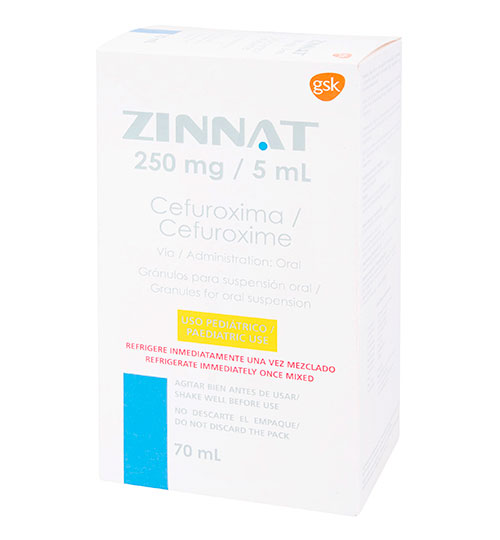 gsk
ZINNAT
250 mg / 5 mL
Cefuroxima /
Cefuroxime
Vía / Administration: Oral
Gránulos para suspensión oral /
Granules for oral suspension
USO PEDIÁTRICO /
PAEDIATRIC USE
REFRIGERE INMEDIATAMENTE UNA VEZ MEZCLADO
REFRIGERATE IMMEDIATELY ONCE MIXED
AGITAR BIEN ANTES DE USAR/
SHAKE WELL BEFORE USE
NO DESCARTE EL EMPAQUE/
DO NOT DISCARD THE PACK
70 mL